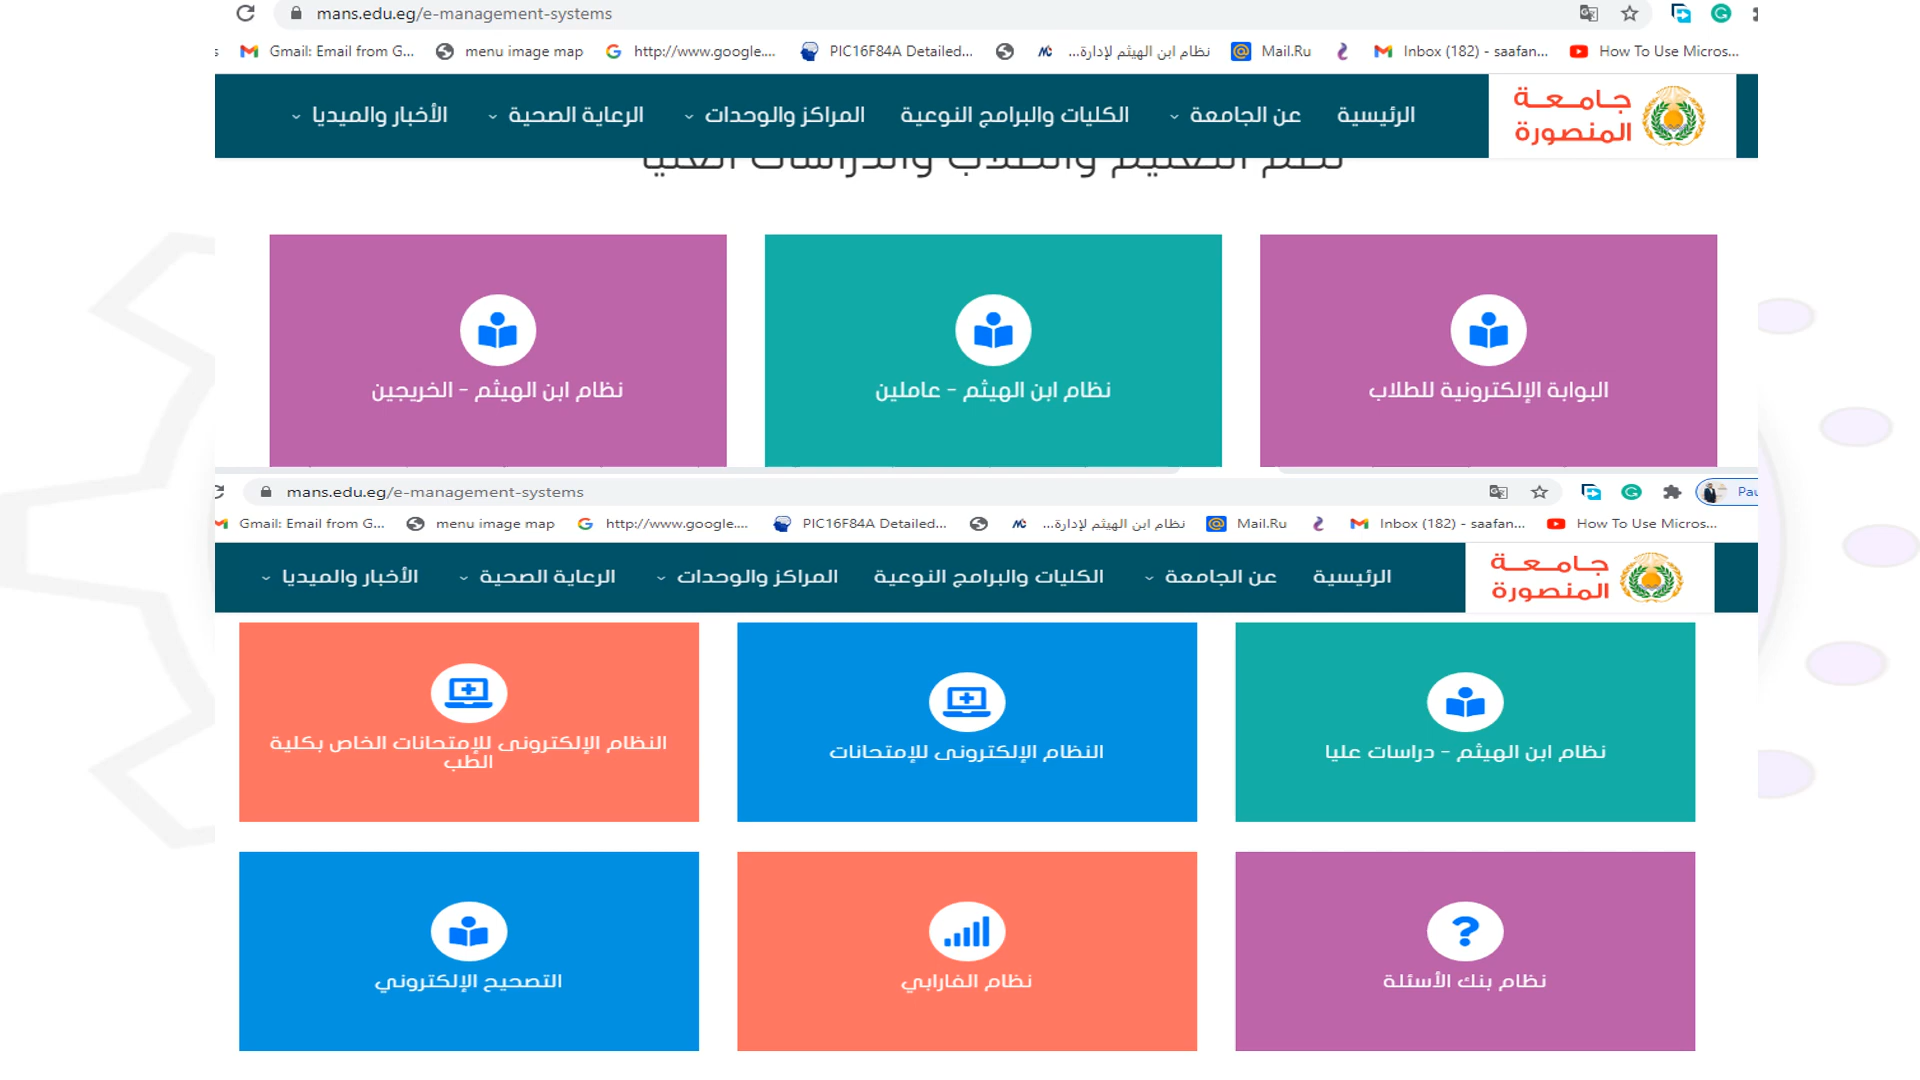 mans.edu.eg/e-management-systems
Gmail: Email from G...
menu image map
http://www.google....
PIC16F84A Detailed...
نظام ابن الهيثم لإدارة...
Mail.Ru
Inbox (182) - saafan...
How To Use Micros...
جامعة
المنصورة
الرئيسية
عن الجامعة
الكليات والبرامج النوعية
المراكز والوحدات
الرعاية الصحية
الأخبار والميديا
نظم التعليم والطلاب والدراسات العليا
البوابة الإلكترونية للطلاب
نظام ابن الهيثم - عاملين
نظام ابن الهيثم - الخريجين
mans.edu.eg/e-management-systems
Pau
Gmail: Email from G...
menu image map
http://www.google....
PIC16F84A Detailed...
نظام ابن الهيثم لإدارة...
Mail.Ru
Inbox (182) - saafan...
How To Use Micros...
جامعة
المنصورة
الرئيسية
عن الجامعة
الكليات والبرامج النوعية
المراكز والوحدات
الرعاية الصحية
الأخبار والميديا
نظام ابن الهيثم - دراسات عليا
النظام الإلكترونى للإمتحانات
النظام الإلكترونى للإمتحانات الخاص بكلية
الطب
نظام بنك الأسئلة
نظام الفارابي
التصحيح الإلكتروني